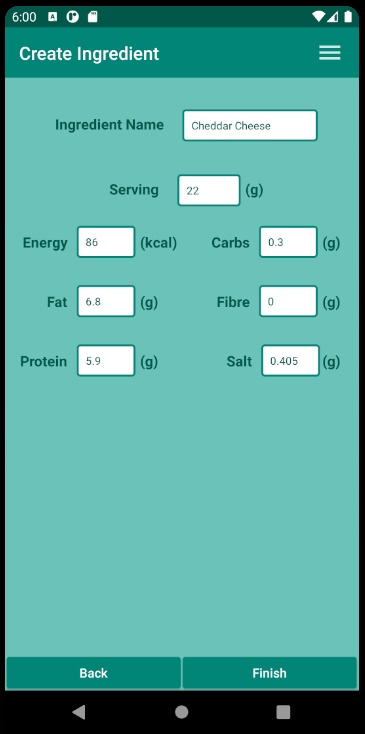 6:00
Create Ingredient
Ingredient Name Cheddar Cheese
Serving 22 (g)
Energy 86 (kcal) Carbs 0.3 (g)
Fat 6.8 (g) Fibre 0 (g)
Protein 5.9 (g) Salt 0.405 (g)
Back Finish